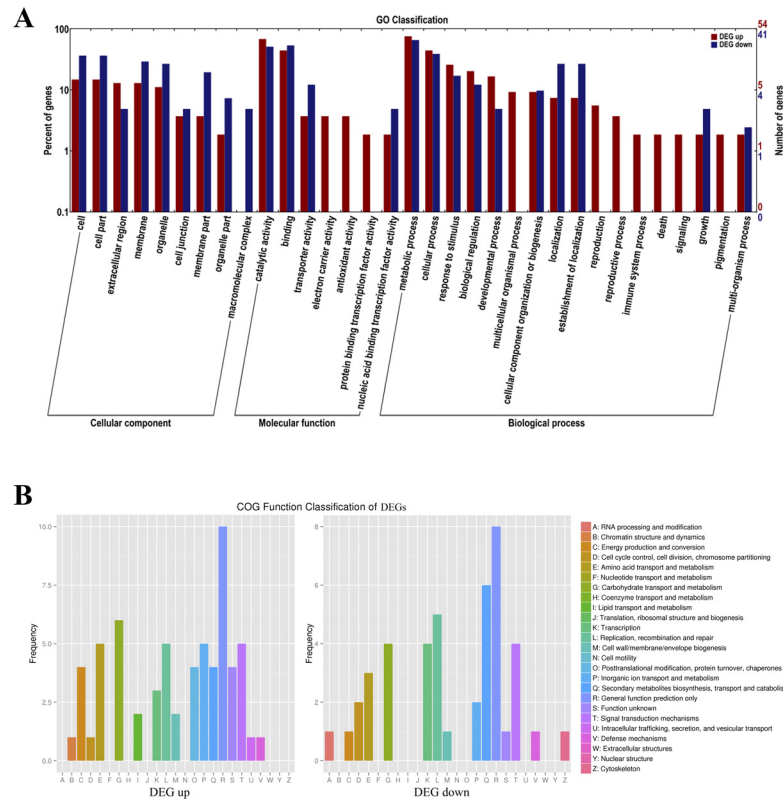 A
GO Classification
DEG up
DEG down
100
10
1
0.1
Percent of genes
54
41
5
4
1
1
0
0
Number of genes
cell
cell part
extracellular region
membrane
organelle
cell junction
membrane part
organelle part
macromolecular complex
catalytic activity
binding
transporter activity
electron carrier activity
antioxidant activity
protein binding transcription factor activity
nucleic acid binding transcription factor activity
metabolic process
cellular process
response to stimulus
biological regulation
developmental process
multicellular organismal process
cellular component organization or biogenesis
localization
establishment of localization
reproduction
reproductive process
immune system process
death
signaling
growth
pigmentation
multi-organism process
Cellular component
Molecular function
Biological process
B
COG Function Classification of DEGs
10.0
7.5
5.0
2.5
0.0
Frequency
A B C D E F G H I J K L M N O P Q R S T U V W Y Z
DEG up
8
6
4
2
0
Frequency
A B C D E F G H I J K L M N O P Q R S T U V W Y Z
DEG down
A: RNA processing and modification
B: Chromatin structure and dynamics
C: Energy production and conversion
D: Cell cycle control, cell division, chromosome partitioning
E: Amino acid transport and metabolism
F: Nucleotide transport and metabolism
G: Carbohydrate transport and metabolism
H: Coenzyme transport and metabolism
I: Lipid transport and metabolism
J: Translation, ribosomal structure and biogenesis
K: Transcription
L: Replication, recombination and repair
M: Cell wall/membrane/envelope biogenesis
N: Cell motility
O: Posttranslational modification, protein turnover, chaperones
P: Inorganic ion transport and metabolism
Q: Secondary metabolites biosynthesis, transport and catabolis
R: General function prediction only
S: Function unknown
T: Signal transduction mechanisms
U: Intracellular trafficking, secretion, and vesicular transport
V: Defense mechanisms
W: Extracellular structures
Y: Nuclear structure
Z: Cytoskeleton